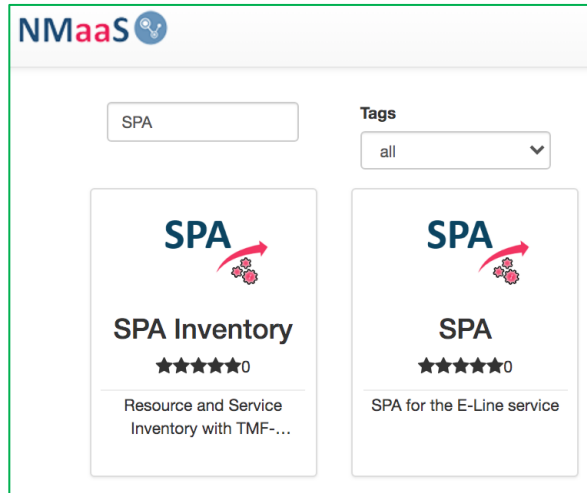 NMaaS
SPA
Tags
all
SPA
SPA Inventory
0
Resource and Service
Inventory with TMF-...
SPA
SPA
0
SPA for the E-Line service